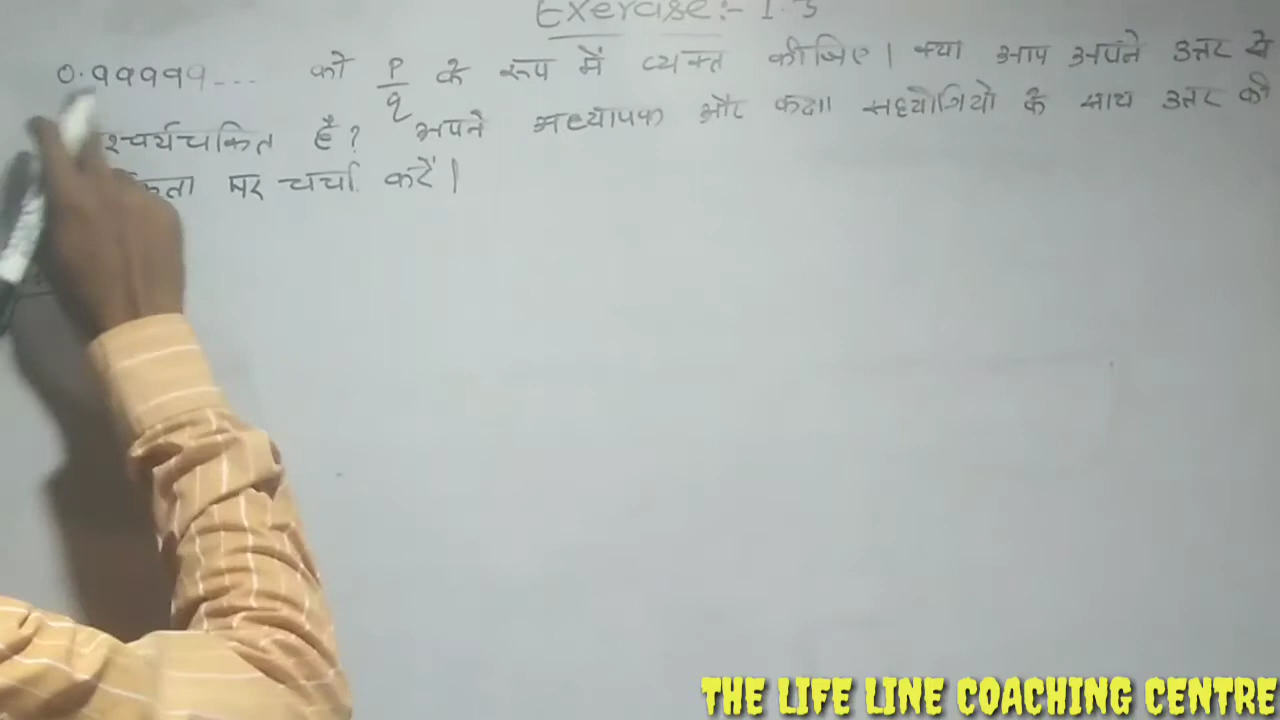 Exercise:- 1.3
0.99999... को p/q के रूप में व्यक्त कीजिए। क्या आप अपने उत्तर से
श्चर्यचकित है? अपने अध्यापक और कक्षा सहयोगियो के साथ उत्तर की
पर चर्चा करें।
THE LIFE LINE COACHING CENTRE